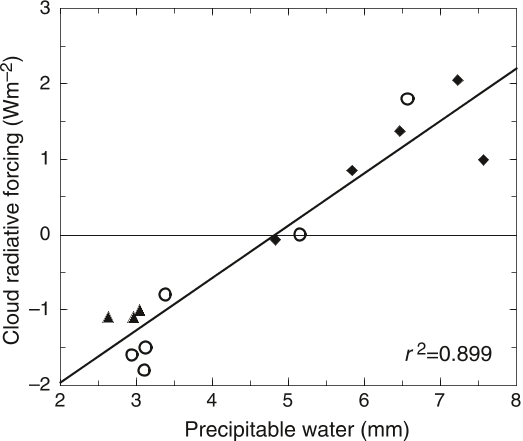 3
2
1
0
−1
−2
Cloud radiative forcing (Wm−2)
r2=0.899
2 3 4 5 6 7 8
Precipitable water (mm)